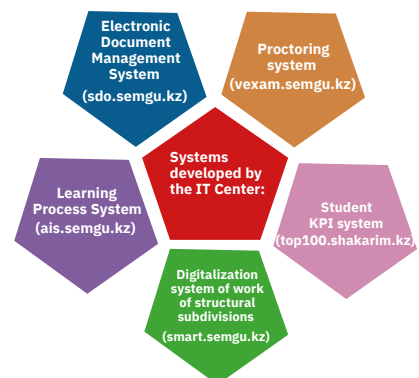 Electronic
Document
Management
System
(sdo.semgu.kz)
Proctoring
system
(vexam.semgu.kz)
Systems
developed by
the IT Center:
Learning
Process System
(ais.semgu.kz)
Student
KPI system
(top100.shakarim.kz)
Digitalization
system of work
of structural
subdivisions
(smart.semgu.kz)